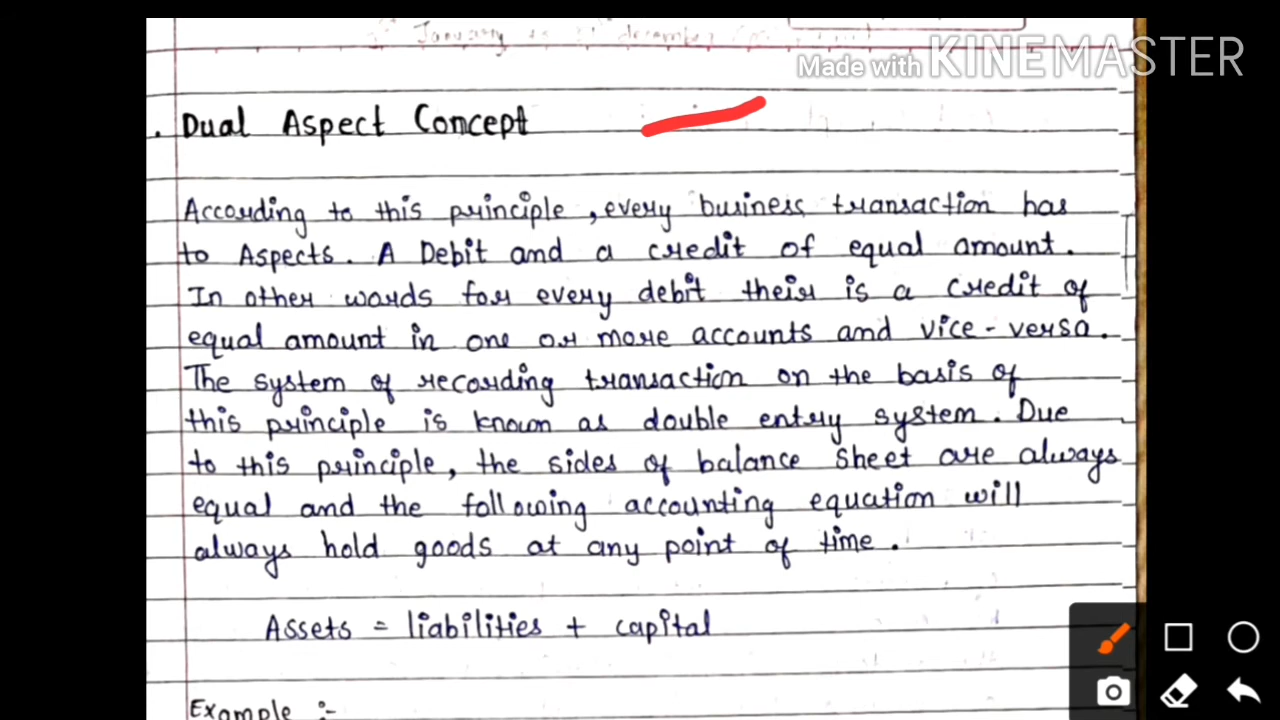 January to 31 december
Made with KINEMASTER
. Dual Aspect Concept
According to this principle, every business transaction has
to Aspects. A Debit and a credit of equal amount.
In other wards for every debit their is a credit of
equal amount in one or more accounts and vice-versa.
The system of recording transaction on the basis of
this principle is known as double entry system. Due
to this principle, the sides of balance sheet are always
equal and the following accounting equation will
always hold goods at any point of time.
Assets = liabilities + capital
Example :-